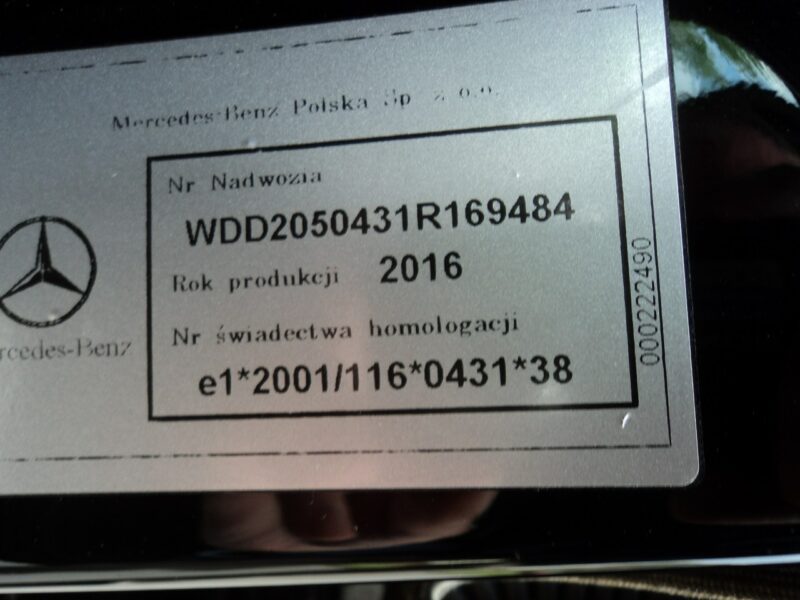 Mercedes-Benz Polska Sp. z o.o.
Nr Nadwozia
WDD2050431R169484
Rok produkcji 2016
Nr świadectwa homologacji
e1*2001/116*0431*38
rcedes-Benz
000222490